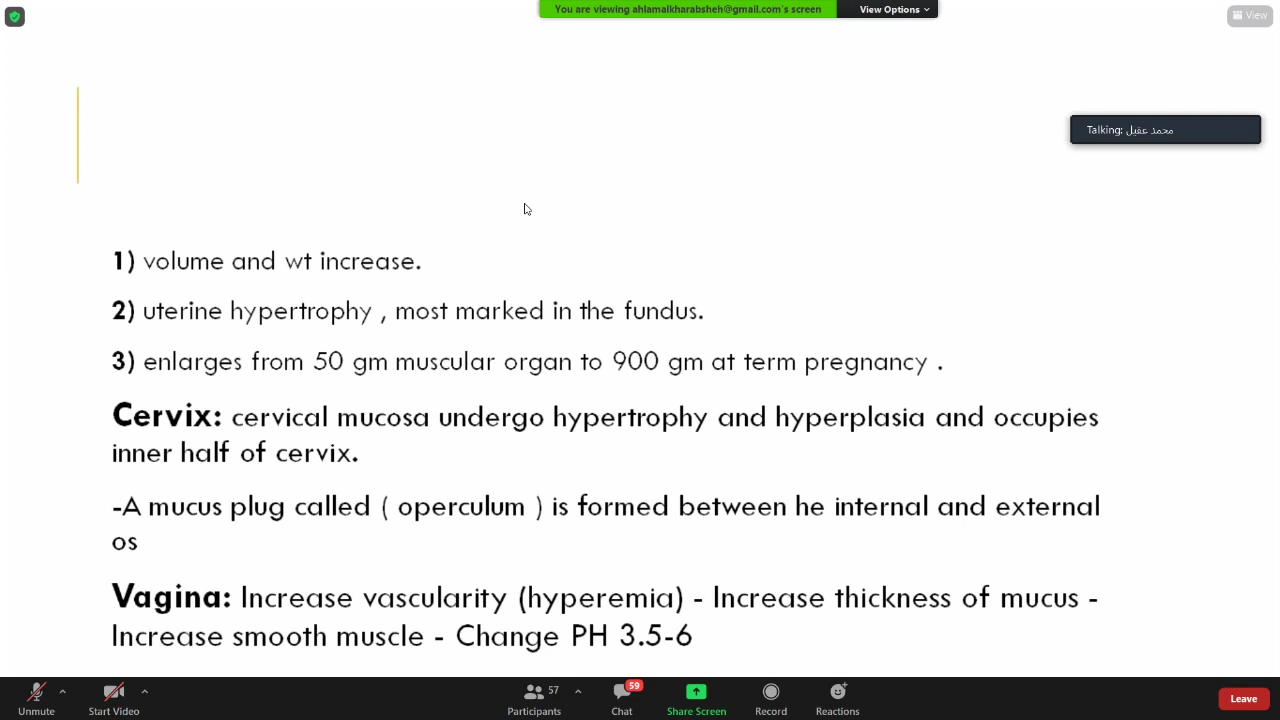 You are viewing ahlamalkharabsheh@gmail.com's screen
View Options
View
Talking: محمد عقيل
1) volume and wt increase.
2) uterine hypertrophy , most marked in the fundus.
3) enlarges from 50 gm muscular organ to 900 gm at term pregnancy .
Cervix: cervical mucosa undergo hypertrophy and hyperplasia and occupies
inner half of cervix.
-A mucus plug called ( operculum ) is formed between he internal and external
os
Vagina: Increase vascularity (hyperemia) - Increase thickness of mucus -
Increase smooth muscle - Change PH 3.5-6
57
59
Unmute
Start Video
Participants
Chat
Share Screen
Record
Reactions
Leave